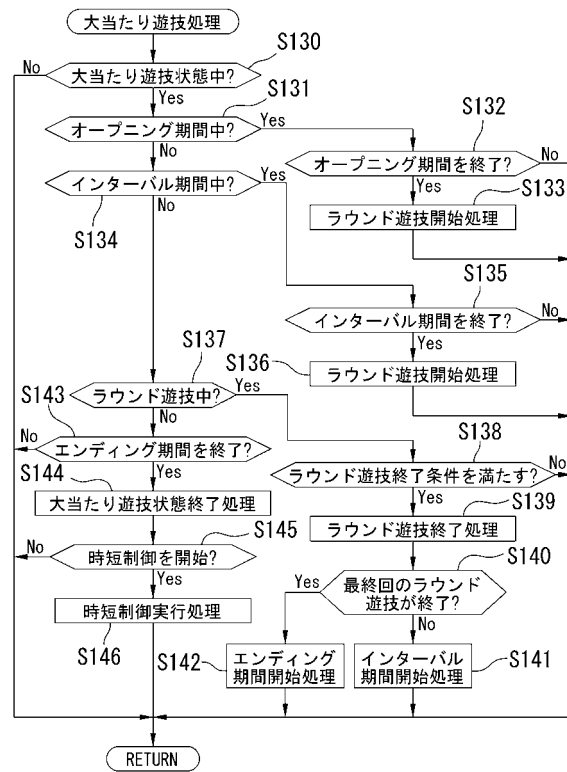 大当たり遊技処理
S130
大当たり遊技状態中?
No
Yes
S131
オープニング期間中?
Yes
No
S132
オープニング期間を終了?
No
Yes
S133
ラウンド遊技開始処理
インターバル期間中?
Yes
No
S134
S135
インターバル期間を終了?
No
Yes
S136
ラウンド遊技開始処理
S137
ラウンド遊技中?
Yes
No
S143
エンディング期間を終了?
No
Yes
S138
ラウンド遊技終了条件を満たす?
No
Yes
S144
大当たり遊技状態終了処理
S139
ラウンド遊技終了処理
S145
時短制御を開始?
No
Yes
S140
最終回のラウンド
遊技が終了?
Yes
No
時短制御実行処理
S146
S142
エンディング
期間開始処理
インターバル
期間開始処理
S141
RETURN